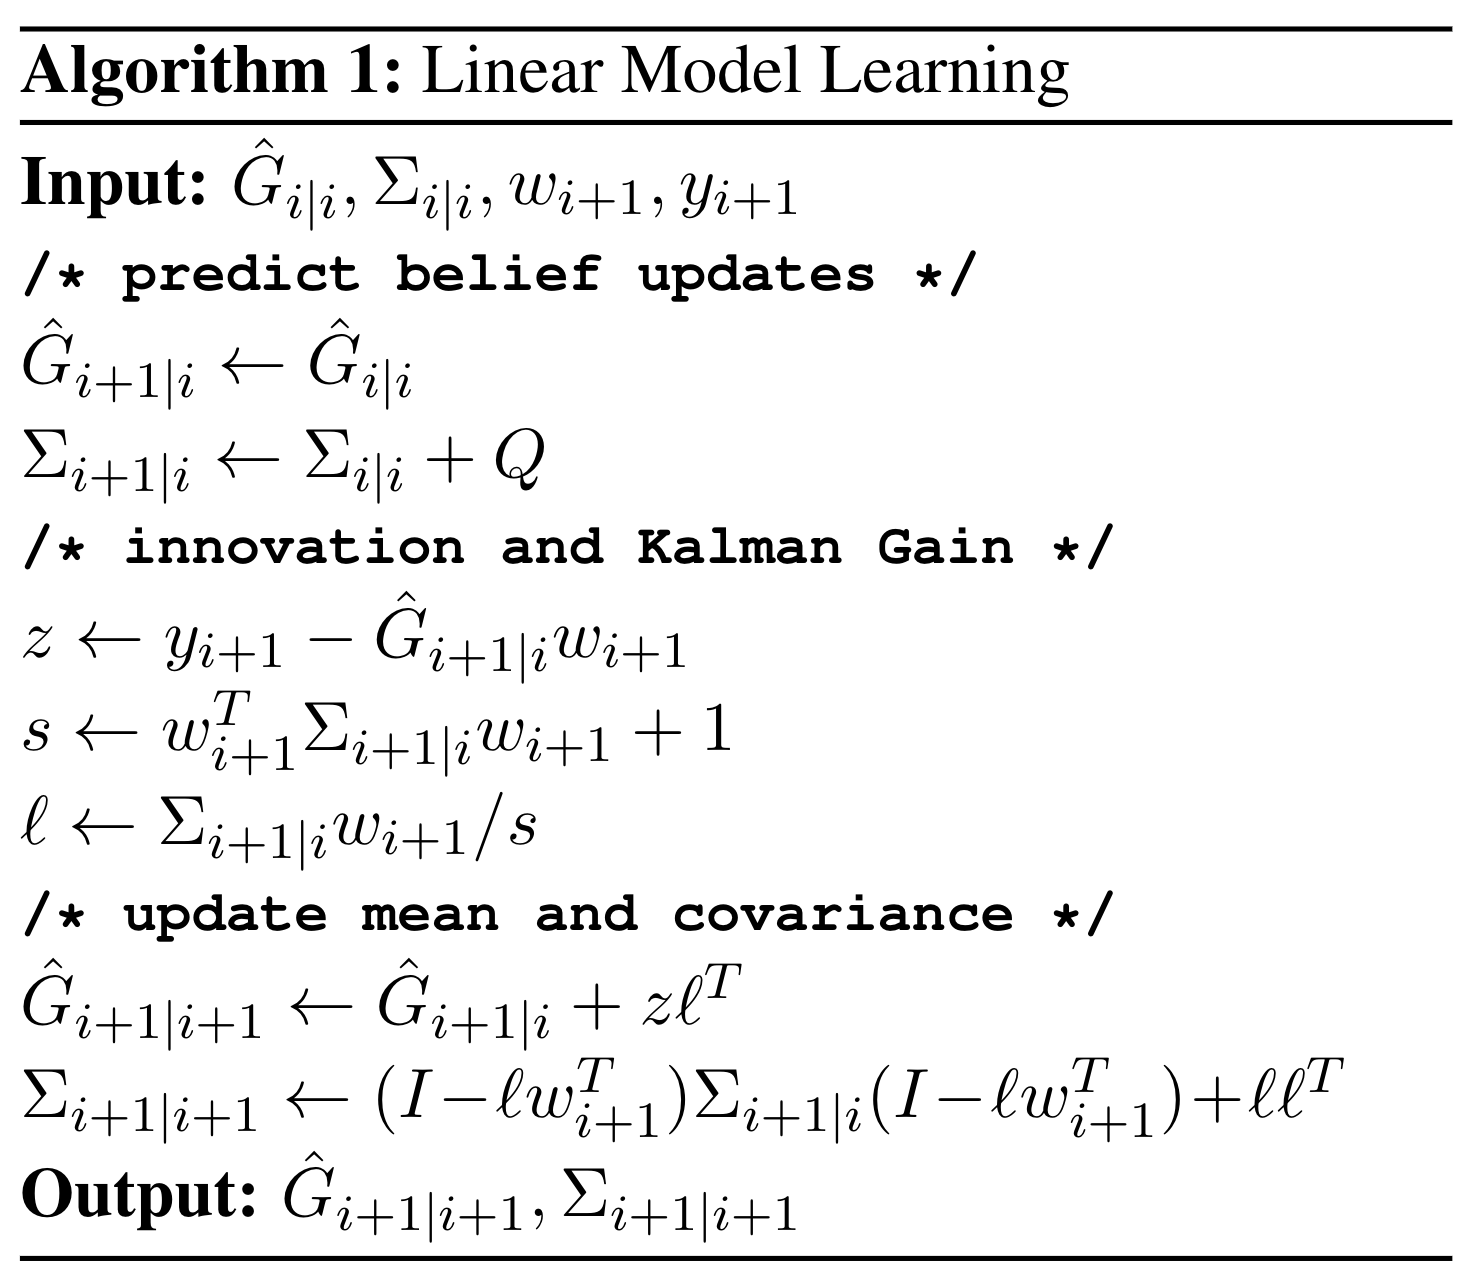 Algorithm 1: Linear Model Learning
Input: $\hat{G}_{i|i}, \Sigma_{i|i}, w_{i+1}, y_{i+1}$
/* predict belief updates */
$\hat{G}_{i+1|i} \leftarrow \hat{G}_{i|i}$
$\Sigma_{i+1|i} \leftarrow \Sigma_{i|i} + Q$
/* innovation and Kalman Gain */
$z \leftarrow y_{i+1} - \hat{G}_{i+1|i} w_{i+1}$
$s \leftarrow w_{i+1}^T \Sigma_{i+1|i} w_{i+1} + 1$
$\ell \leftarrow \Sigma_{i+1|i} w_{i+1} / s$
/* update mean and covariance */
$\hat{G}_{i+1|i+1} \leftarrow \hat{G}_{i+1|i} + z\ell^T$
$\Sigma_{i+1|i+1} \leftarrow (I - \ell w_{i+1}^T) \Sigma_{i+1|i} (I - \ell w_{i+1}^T) + \ell\ell^T$
Output: $\hat{G}_{i+1|i+1}, \Sigma_{i+1|i+1}$